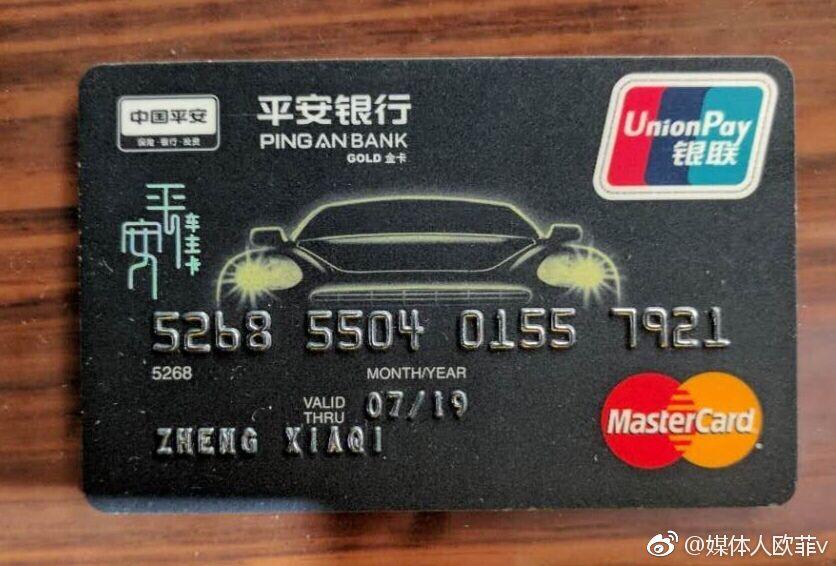 中国平安
保险·银行·投资
平安银行
PING AN BANK
GOLD 金卡
UnionPay
银联
平安
车主卡
5268 5504 0155 7921
5268
MONTH/YEAR
VALID THRU 07/19
ZHENG XIAQI
MasterCard
@媒体人欧菲v